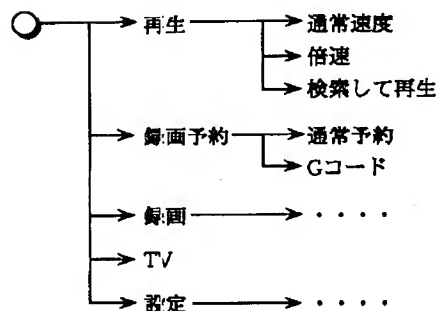 再生
通常速度
倍速
検索して再生
録画予約
通常予約
Gコード
録画
・・・・
TV
設定
・・・・